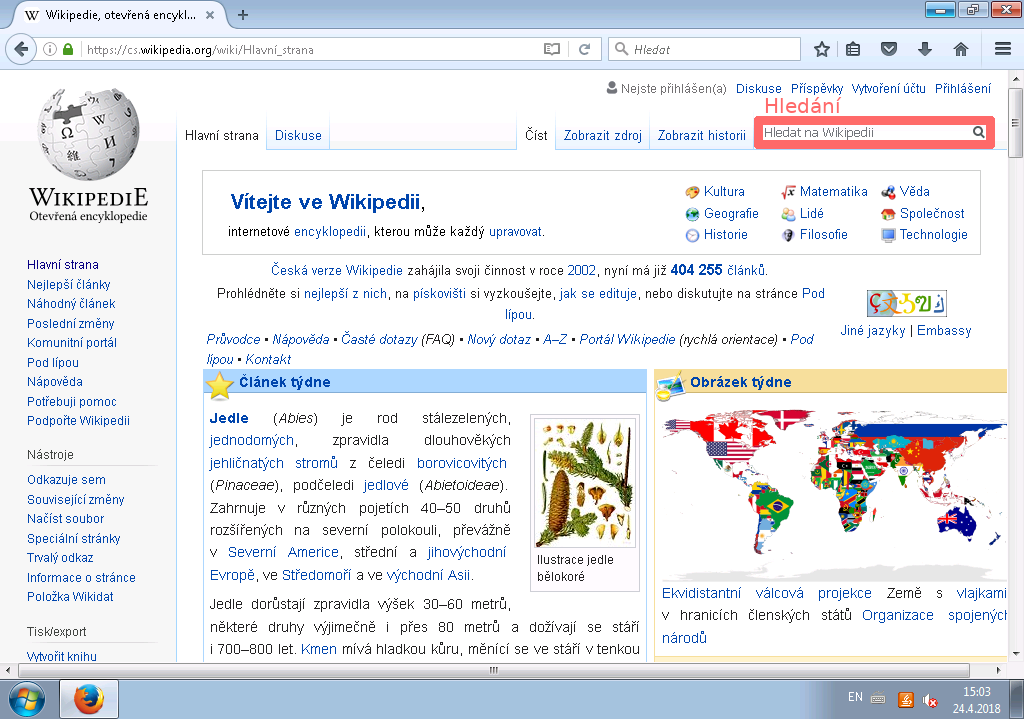 Wikipedie, otevřená encykl...
https://cs.wikipedia.org/wiki/Hlavní_strana
Hledat
Nejste přihlášen(a) Diskuse Příspěvky Vytvoření účtu Přihlášení
Hledání
Hlavní strana Diskuse Číst Zobrazit zdroj Zobrazit historii Hledat na Wikipedii
WIKIPEDIE
Otevřená encyklopedie
Hlavní strana
Nejlepší články
Náhodný článek
Poslední změny
Komunitní portál
Pod lípou
Nápověda
Potřebuji pomoc
Podpořte Wikipedii
Nástroje
Odkazuje sem
Související změny
Načíst soubor
Speciální stránky
Trvalý odkaz
Informace o stránce
Položka Wikidat
Tisk/export
Vytvořit knihu
Vítejte ve Wikipedii,
internetové encyklopedii, kterou může každý upravovat.
Kultura Matematika Věda
Geografie Lidé Společnost
Historie Filosofie Technologie
Česká verze Wikipedie zahájila svoji činnost v roce 2002, nyní má již 404 255 článků.
Prohlédněte si nejlepší z nich, na pískovišti si vyzkoušejte, jak se edituje, nebo diskutujte na stránce Pod
lípou.
Jiné jazyky | Embassy
Průvodce • Nápověda • Časté dotazy (FAQ) • Nový dotaz • A–Z • Portál Wikipedie (rychlá orientace) • Pod
lípou • Kontakt
Článek týdne
Jedle (Abies) je rod stálezelených,
jednodomých, zpravidla dlouhověkých
jehličnatých stromů z čeledi borovicovitých
(Pinaceae), podčeledi jedlové (Abietoideae).
Zahrnuje v různých pojetích 40–50 druhů
rozšířených na severní polokouli, převážně
v Severní Americe, střední a jihovýchodní
Evropě, ve Středomoří a ve východní Asii.
Ilustrace jedle
bělokoré
Jedle dorůstají zpravidla výšek 30–60 metrů,
některé druhy výjimečně i přes 80 metrů a dožívají se stáří
i 700–800 let. Kmen mívá hladkou kůru, měnící se ve stáří v tenkou
Obrázek týdne
Ekvidistantní válcová projekce Země s vlajkami
v hranicích členských států Organizace spojených
národů
EN
15:03
24.4.2018